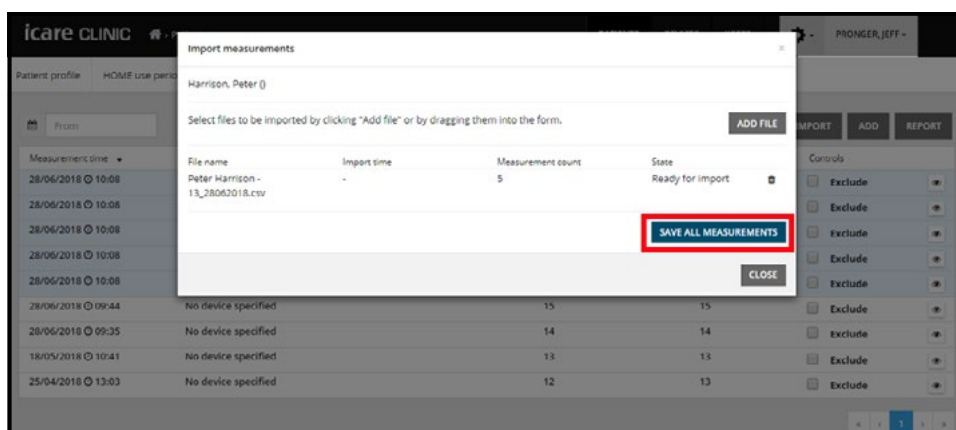 icare CLINIC
PRONGER, JEFF
Patient profile HOME use perio
From
IMPORT ADD REPORT
Import measurements ×
Harrison, Peter ()
Select files to be imported by clicking "Add file" or by dragging them into the form. ADD FILE
File name Import time Measurement count State
Peter Harrison - - 5 Ready for import
13_28062018.csv
SAVE ALL MEASUREMENTS
CLOSE
Measurement time Controls
28/06/2018 10:08 Exclude
28/06/2018 10:08 Exclude
28/06/2018 10:08 Exclude
28/06/2018 10:08 Exclude
28/06/2018 10:08 Exclude
28/06/2018 09:44 No device specified 15 15 Exclude
28/06/2018 09:35 No device specified 14 14 Exclude
18/05/2018 10:41 No device specified 13 13 Exclude
25/04/2018 13:03 No device specified 12 13 Exclude
« ‹ 1 › »